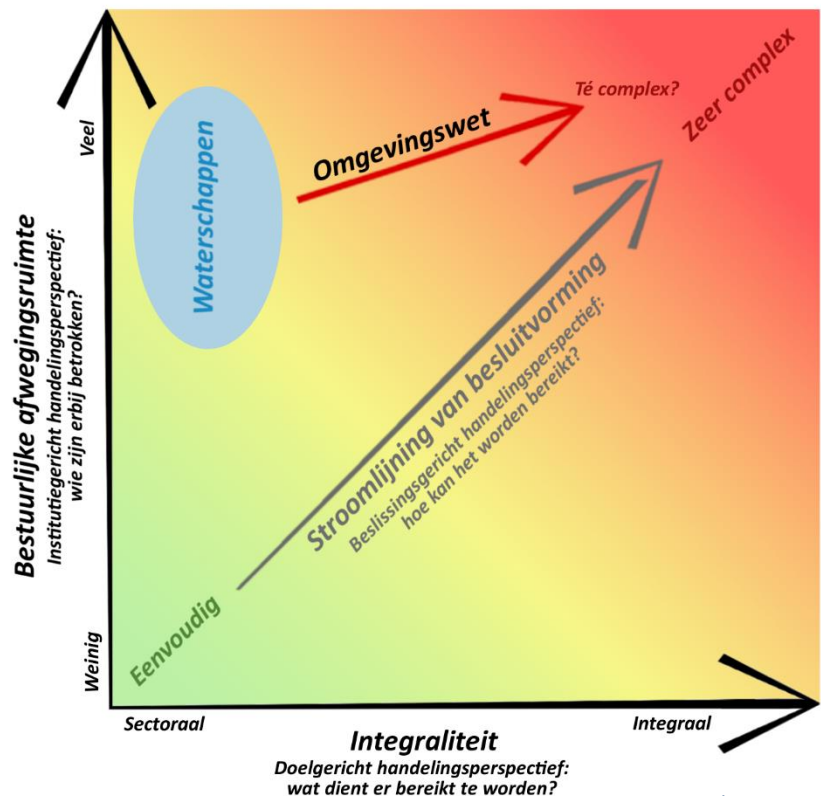 Veel
Té complex?
Zeer complex
Omgevingswet
Waterschappen
Bestuurlijke afwegingsruimte
Institutiegericht handelingsperspectief:
wie zijn erbij betrokken?
Stroomlijning van besluitvorming
Beslissingsgericht handelingsperspectief:
hoe kan het worden bereikt?
Eenvoudig
Weinig
Sectoraal
Integraal
Integraliteit
Doelgericht handelingsperspectief:
wat dient er bereikt te worden?